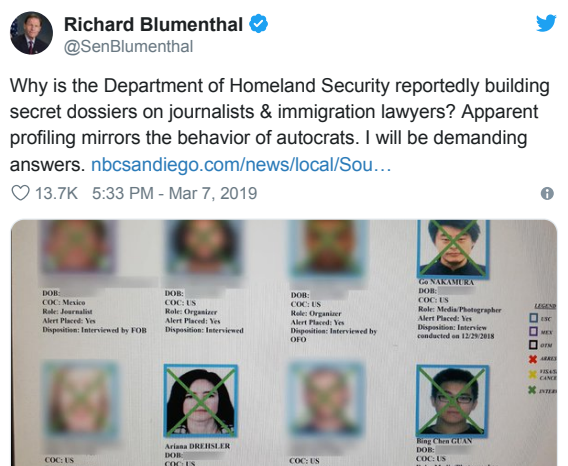 Richard Blumenthal
@SenBlumenthal
Why is the Department of Homeland Security reportedly building
secret dossiers on journalists & immigration lawyers? Apparent
profiling mirrors the behavior of autocrats. I will be demanding
answers. nbcsandiego.com/news/local/Sou…
13.7K 5:33 PM - Mar 7, 2019
DOB:
COC: Mexico
Role: Journalist
Alert Placed: Yes
Disposition: Interviewed by FOB
DOB:
COC: US
Role: Organizer
Alert Placed: Yes
Disposition: Interviewed
DOB:
COC: US
Role: Organizer
Alert Placed: Yes
Disposition: Interviewed by
OFO
Go NAKAMURA
DOB:
COC: US
Role: Media/Photographer
Alert Placed: Yes
Disposition: Interview
conducted on 12/29/2018
LEGEND
USC
MEX
OTM
COC: US
Ariana DREHSLER
DOB:
COC: US
COC: US
Bing Chen GUAN
DOB:
COC: US